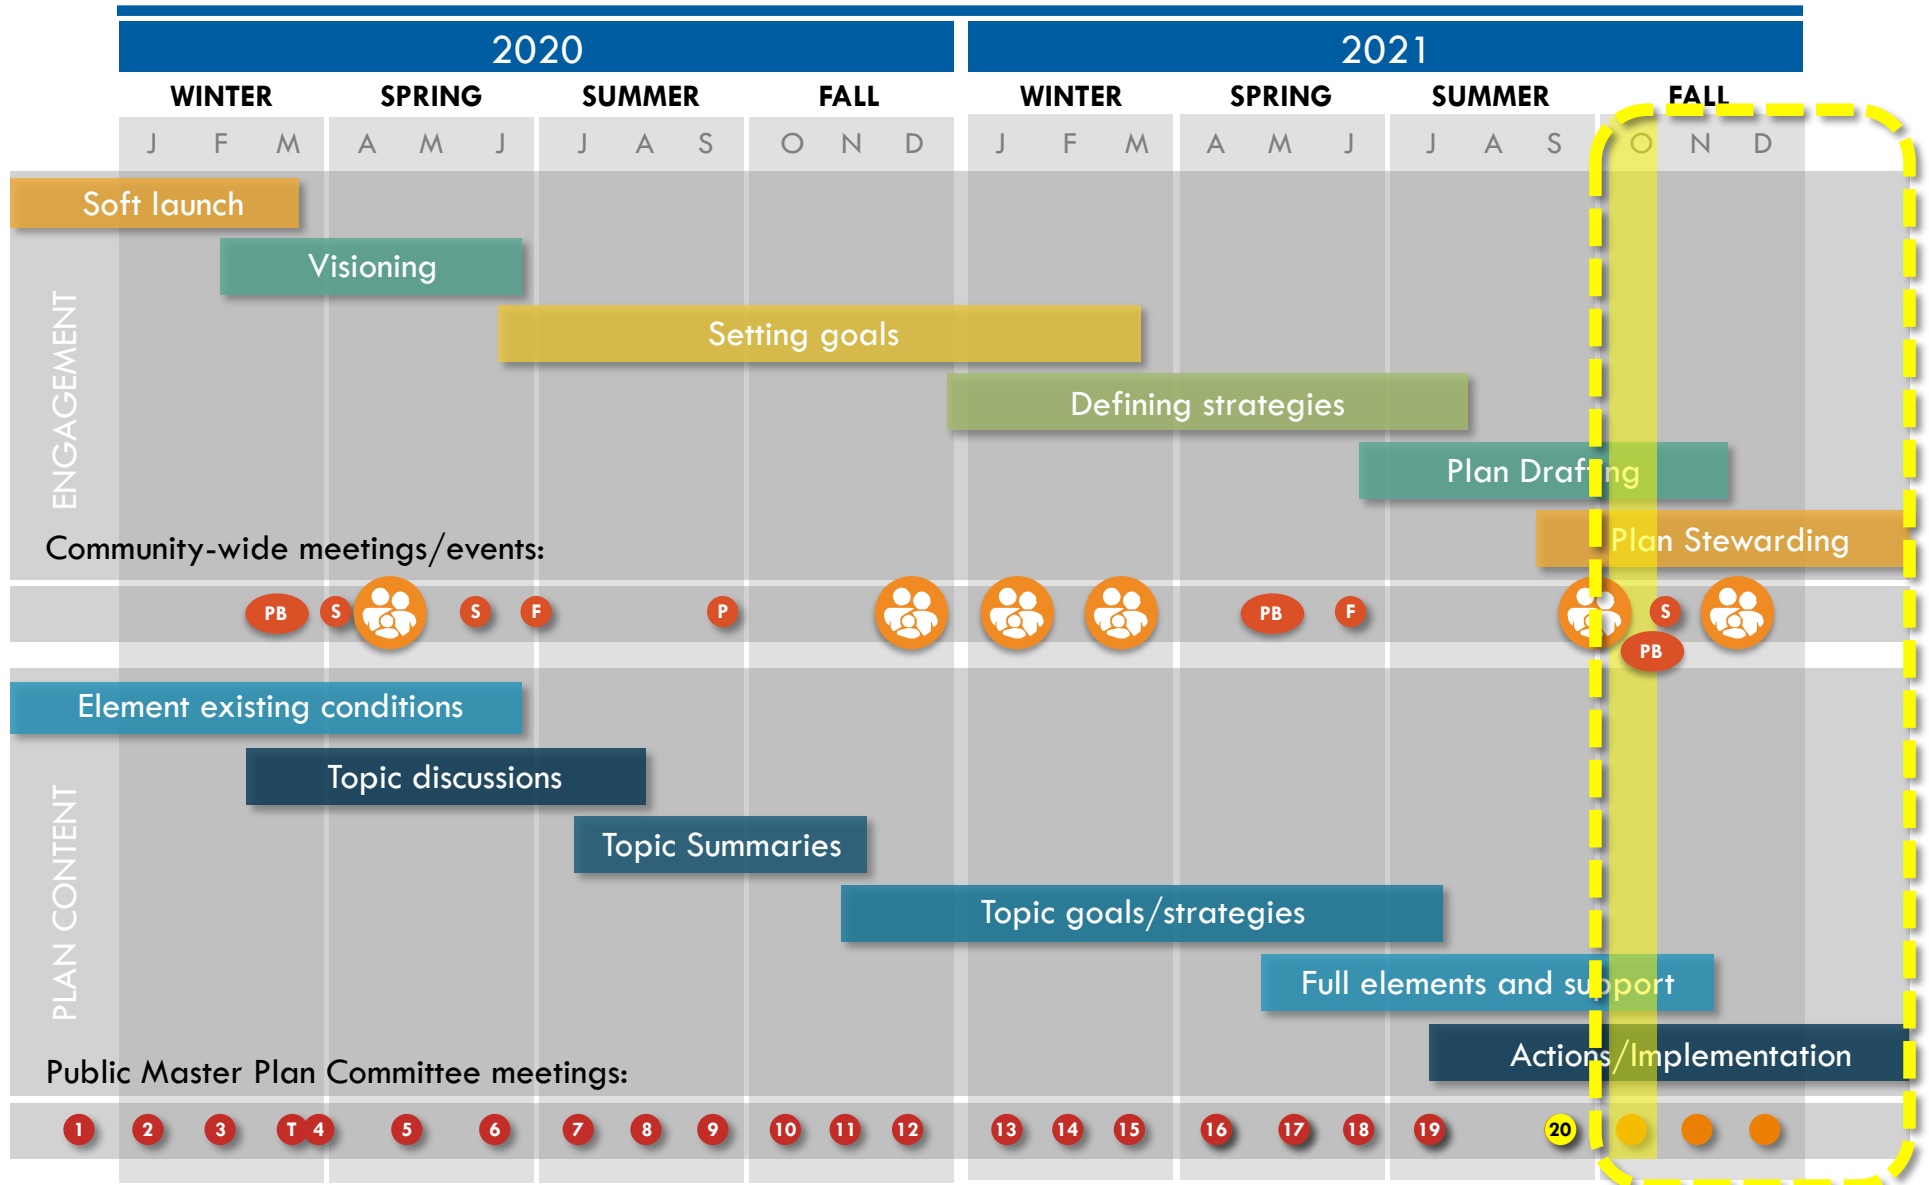 2020 2021
WINTER SPRING SUMMER FALL WINTER SPRING SUMMER FALL
J F M A M J J A S O N D J F M A M J J A S O N D
Soft launch
Visioning
Setting goals
Defining strategies
Plan Drafting
Plan Stewarding
ENGAGEMENT
Community-wide meetings/events:
PB S S F P PB F S
PB
Element existing conditions
Topic discussions
Topic Summaries
Topic goals/strategies
Full elements and support
Actions/Implementation
PLAN CONTENT
Public Master Plan Committee meetings:
1 2 3 T 4 5 6 7 8 9 10 11 12 13 14 15 16 17 18 19 20